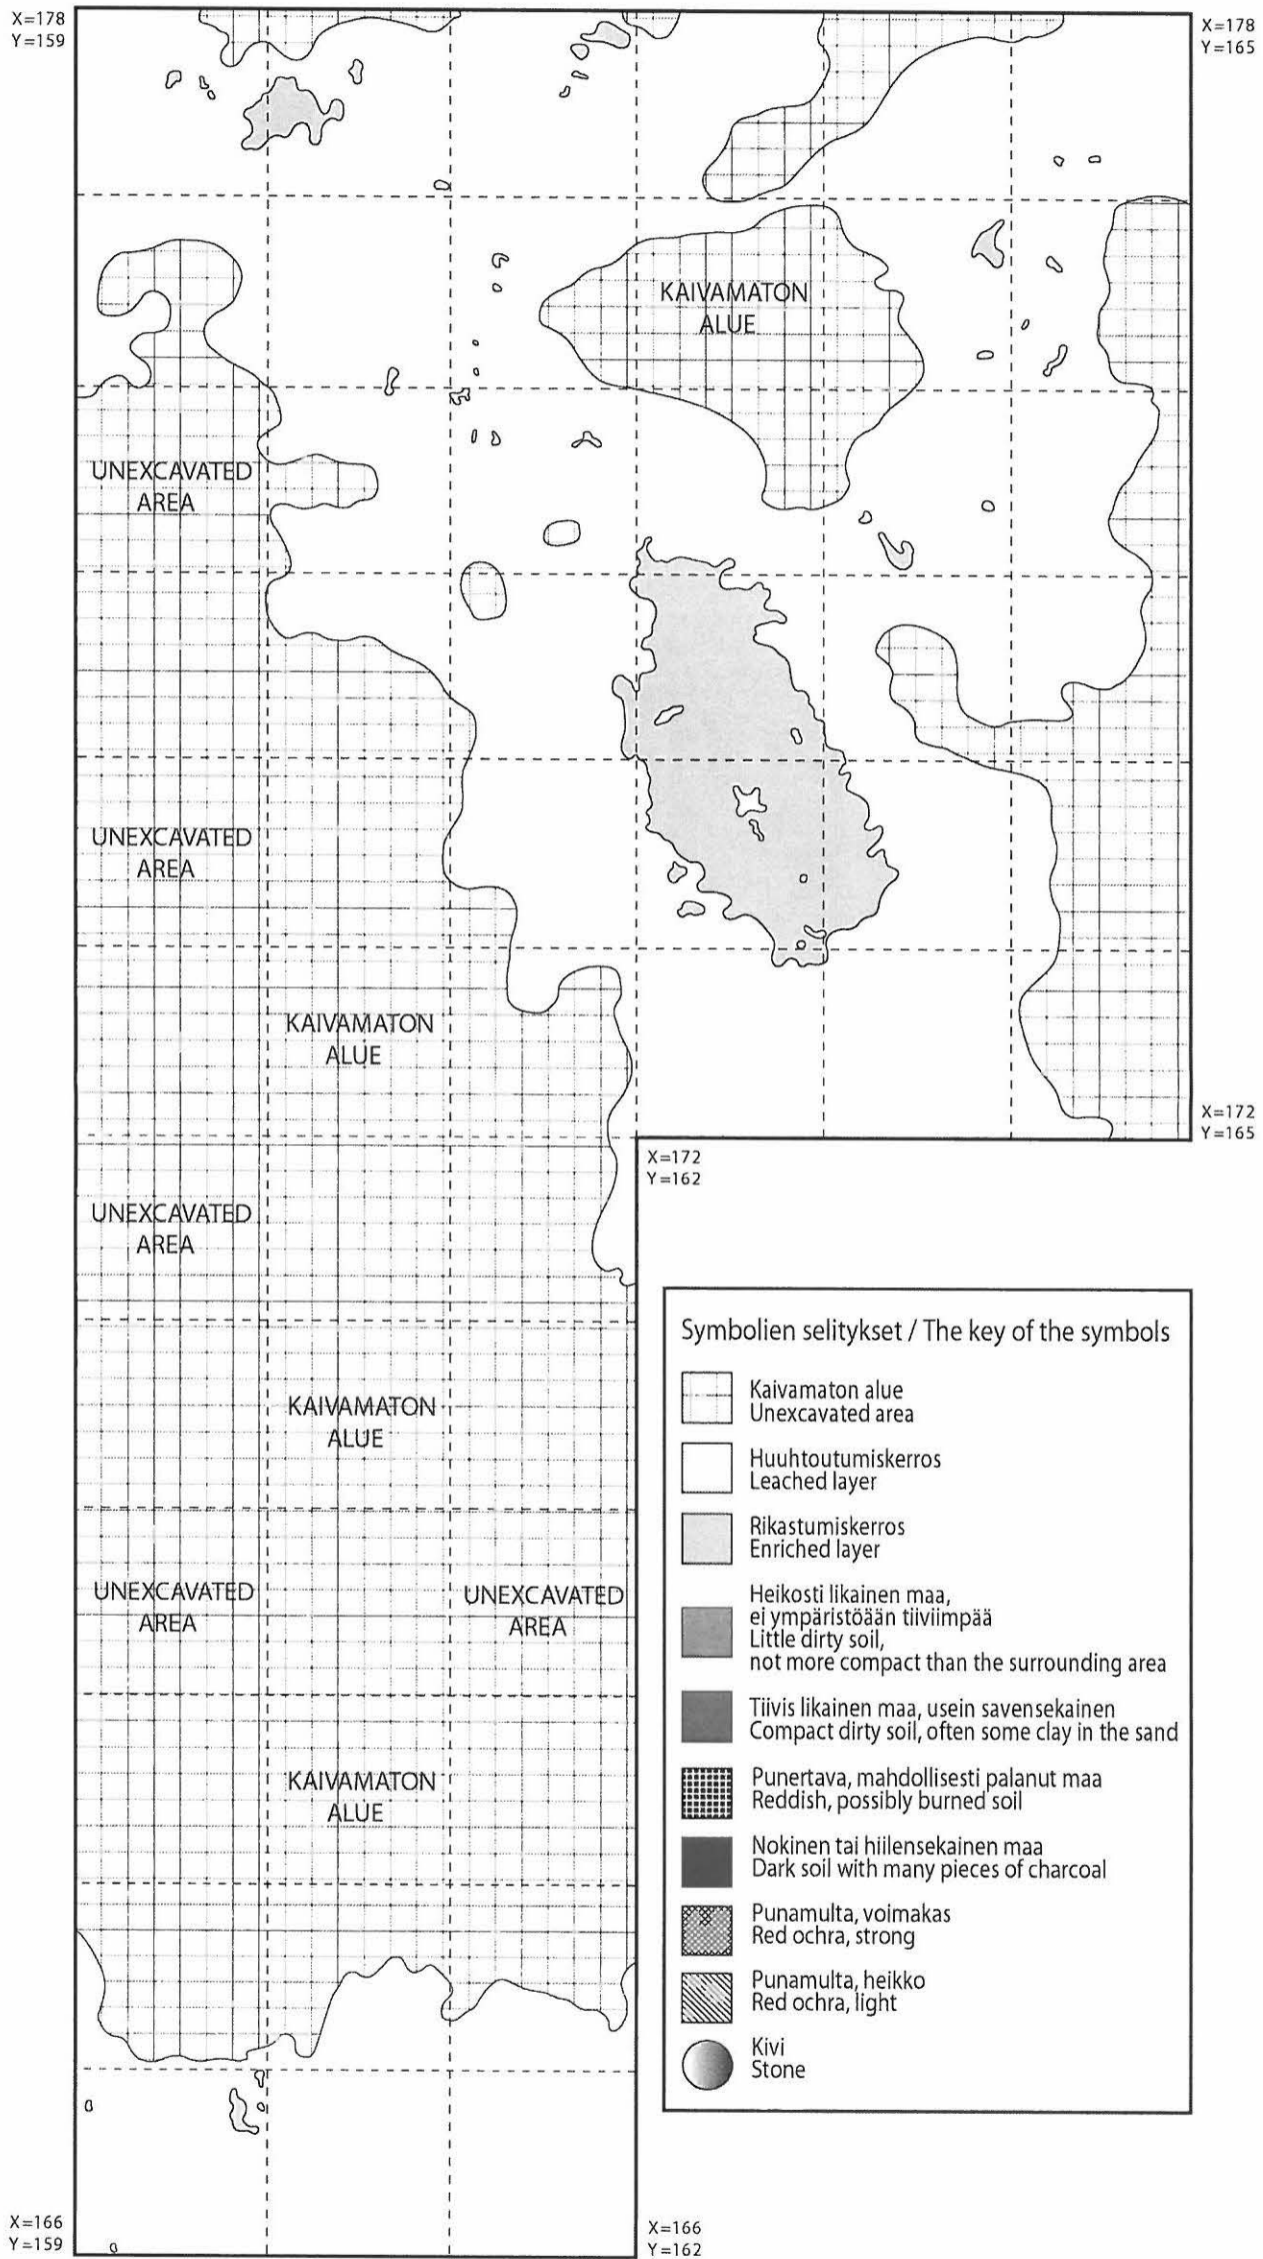 X=178
Y=159
X=178
Y=165
KAIVAMATON
ALUE
UNEXCAVATED
AREA
UNEXCAVATED
AREA
KAIVAMATON
ALUE
X=172
Y=165
X=172
Y=162
UNEXCAVATED
AREA
KAIVAMATON
ALUE
UNEXCAVATED
AREA
UNEXCAVATED
AREA
KAIVAMATON
ALUE
X=166
Y=159
X=166
Y=162
Symbolien selitykset / The key of the symbols
Kaivamaton alue
Unexcavated area
Huuhtoutumiskerros
Leached layer
Rikastumiskerros
Enriched layer
Heikosti likainen maa,
ei ympäristöään tiiviimpää
Little dirty soil,
not more compact than the surrounding area
Tiivis likainen maa, usein savensekainen
Compact dirty soil, often some clay in the sand
Punertava, mahdollisesti palanut maa
Reddish, possibly burned soil
Nokinen tai hiilensekainen maa
Dark soil with many pieces of charcoal
Punamulta, voimakas
Red ochra, strong
Punamulta, heikko
Red ochra, light
Kivi
Stone